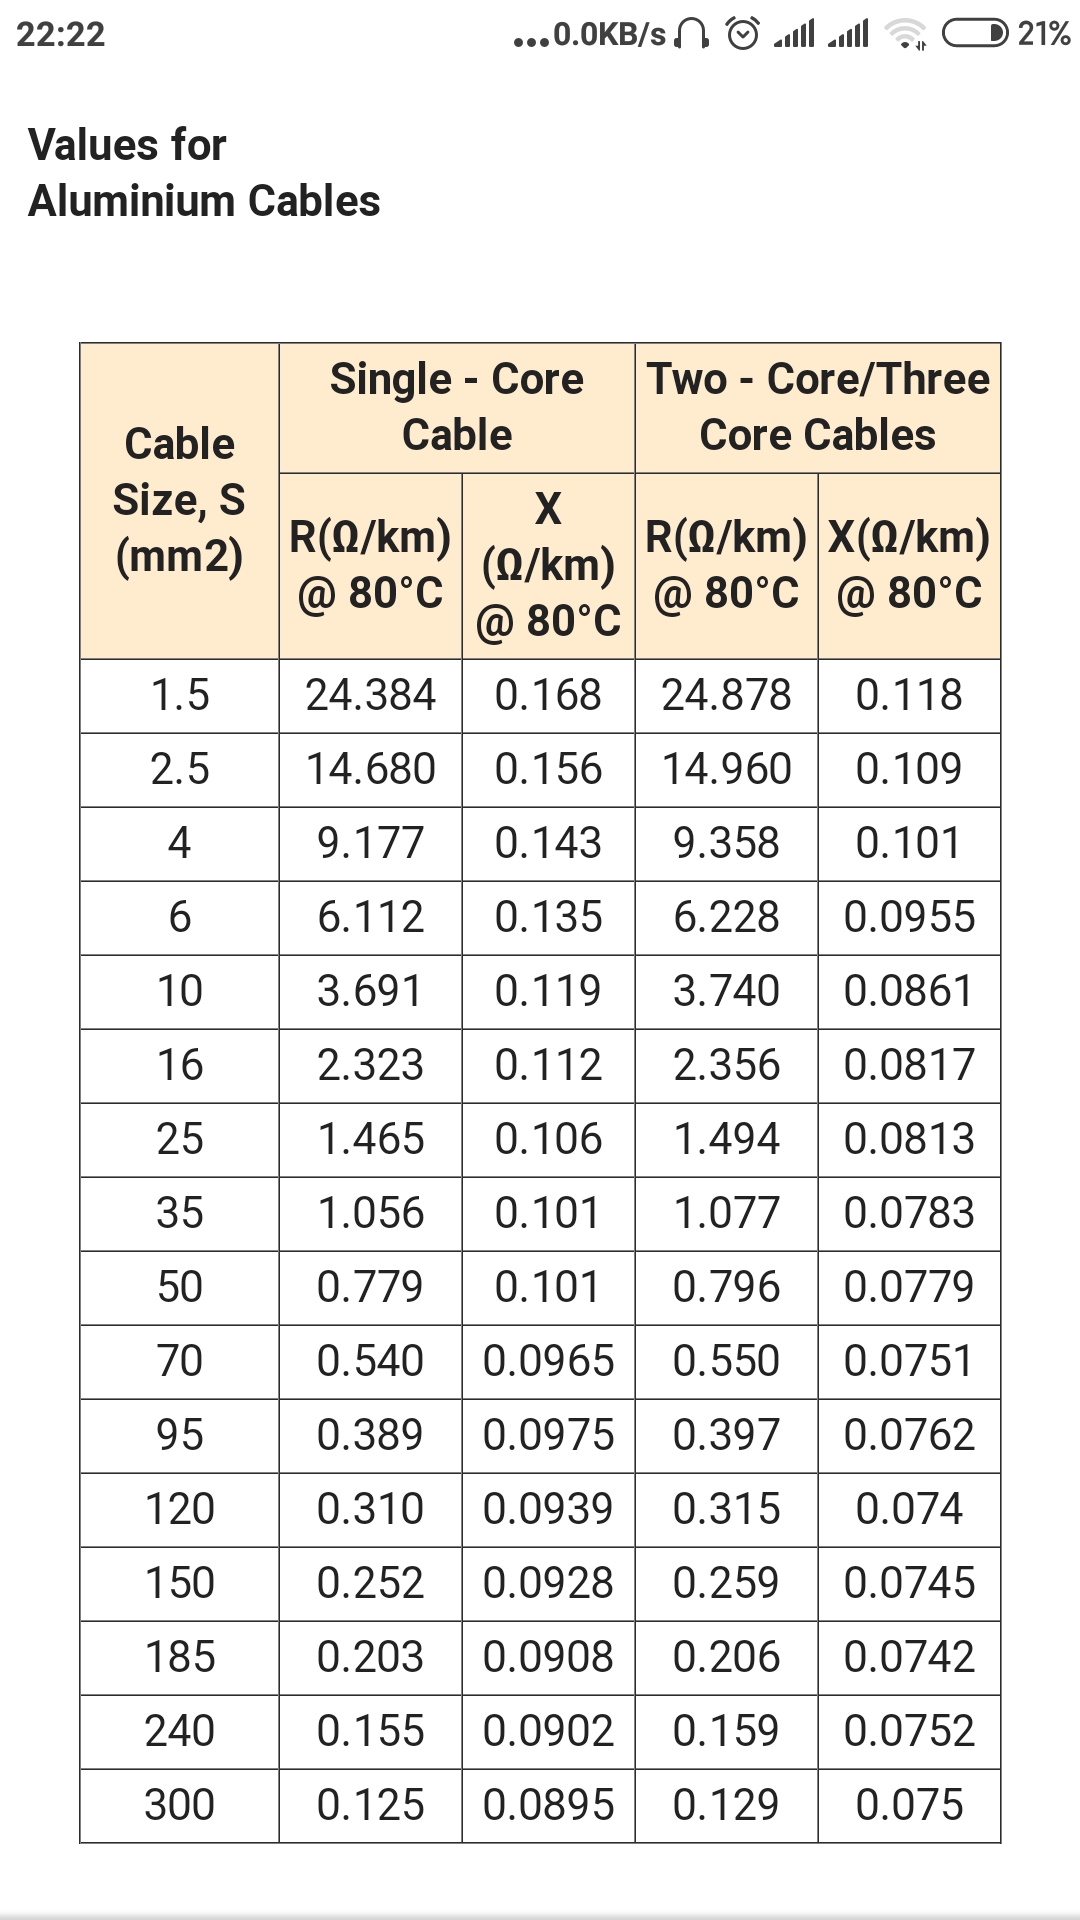 22:22 ...0.0KB/s 21%
Values for
Aluminium Cables
Cable
Size, S
(mm2)
Single - Core
Cable
Two - Core/Three
Core Cables
R(Ω/km)
@ 80°C
X
(Ω/km)
@ 80°C
R(Ω/km)
@ 80°C
X(Ω/km)
@ 80°C
1.5 24.384 0.168 24.878 0.118
2.5 14.680 0.156 14.960 0.109
4 9.177 0.143 9.358 0.101
6 6.112 0.135 6.228 0.0955
10 3.691 0.119 3.740 0.0861
16 2.323 0.112 2.356 0.0817
25 1.465 0.106 1.494 0.0813
35 1.056 0.101 1.077 0.0783
50 0.779 0.101 0.796 0.0779
70 0.540 0.0965 0.550 0.0751
95 0.389 0.0975 0.397 0.0762
120 0.310 0.0939 0.315 0.074
150 0.252 0.0928 0.259 0.0745
185 0.203 0.0908 0.206 0.0742
240 0.155 0.0902 0.159 0.0752
300 0.125 0.0895 0.129 0.075